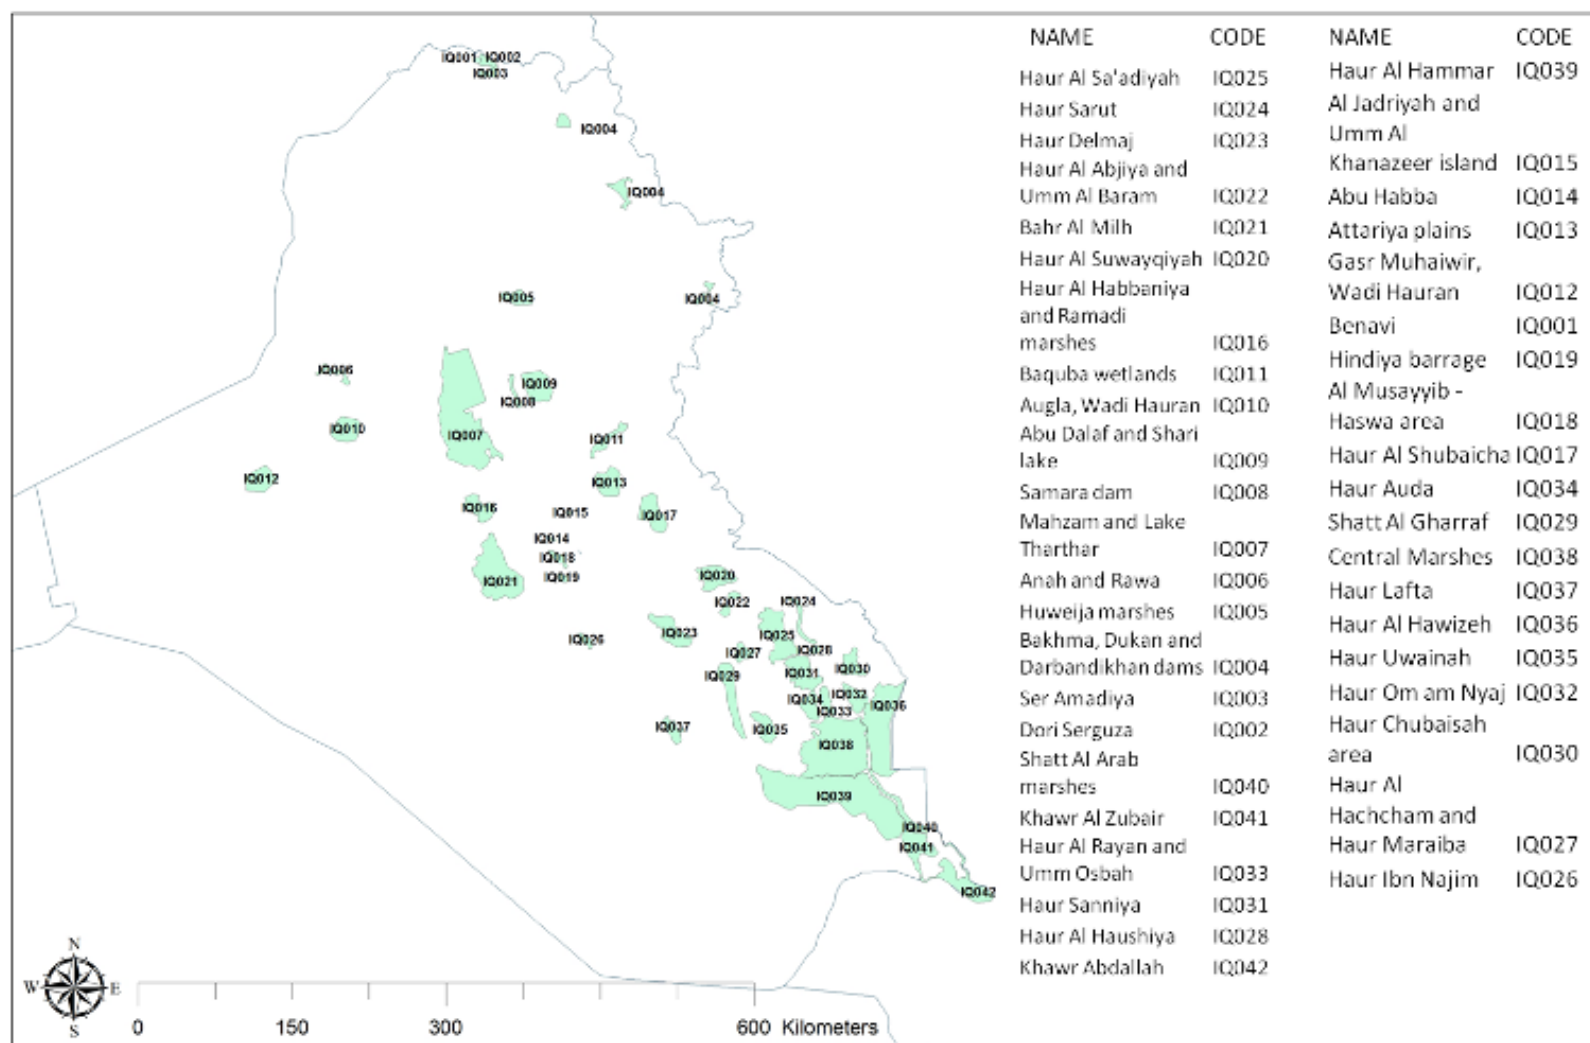 IQ001 IQ002
IQ003
IQ004
IQ004
IQ005
IQ004
IQ006
IQ009
IQ008
IQ010
IQ007
IQ011
IQ012
IQ013
IQ016
IQ015
IQ017
IQ014
IQ018
IQ019
IQ021
IQ020
IQ022
IQ024
IQ023
IQ025
IQ026
IQ027
IQ028
IQ029
IQ031
IQ030
IQ032
IQ034
IQ033
IQ036
IQ037
IQ035
IQ038
IQ039
IQ040
IQ041
IQ042
N
W E
S
0 150 300 600 Kilometers
NAME CODE
Haur Al Sa'adiyah IQ025
Haur Sarut IQ024
Haur Delmaj IQ023
Haur Al Abjiya and
Umm Al Baram IQ022
Bahr Al Milh IQ021
Haur Al Suwayqiyah IQ020
Haur Al Habbaniya
and Ramadi
marshes IQ016
Baquba wetlands IQ011
Augla, Wadi Hauran IQ010
Abu Dalaf and Shari
lake IQ009
Samara dam IQ008
Mahzam and Lake
Tharthar IQ007
Anah and Rawa IQ006
Huweija marshes IQ005
Bakhma, Dukan and
Darbandikhan dams IQ004
Ser Amadiya IQ003
Dori Serguza IQ002
Shatt Al Arab
marshes IQ040
Khawr Al Zubair IQ041
Haur Al Rayan and
Umm Osbah IQ033
Haur Sanniya IQ031
Haur Al Haushiya IQ028
Khawr Abdallah IQ042
NAME CODE
Haur Al Hammar IQ039
Al Jadriyah and
Umm Al
Khanazeer island IQ015
Abu Habba IQ014
Attariya plains IQ013
Gasr Muhaiwir,
Wadi Hauran IQ012
Benavi IQ001
Hindiya barrage IQ019
Al Musayyib -
Haswa area IQ018
Haur Al Shubaicha IQ017
Haur Auda IQ034
Shatt Al Gharraf IQ029
Central Marshes IQ038
Haur Lafta IQ037
Haur Al Hawizeh IQ036
Haur Uwainah IQ035
Haur Om am Nyaj IQ032
Haur Chubaisah
area IQ030
Haur Al
Hachcham and
Haur Maraiba IQ027
Haur Ibn Najim IQ026